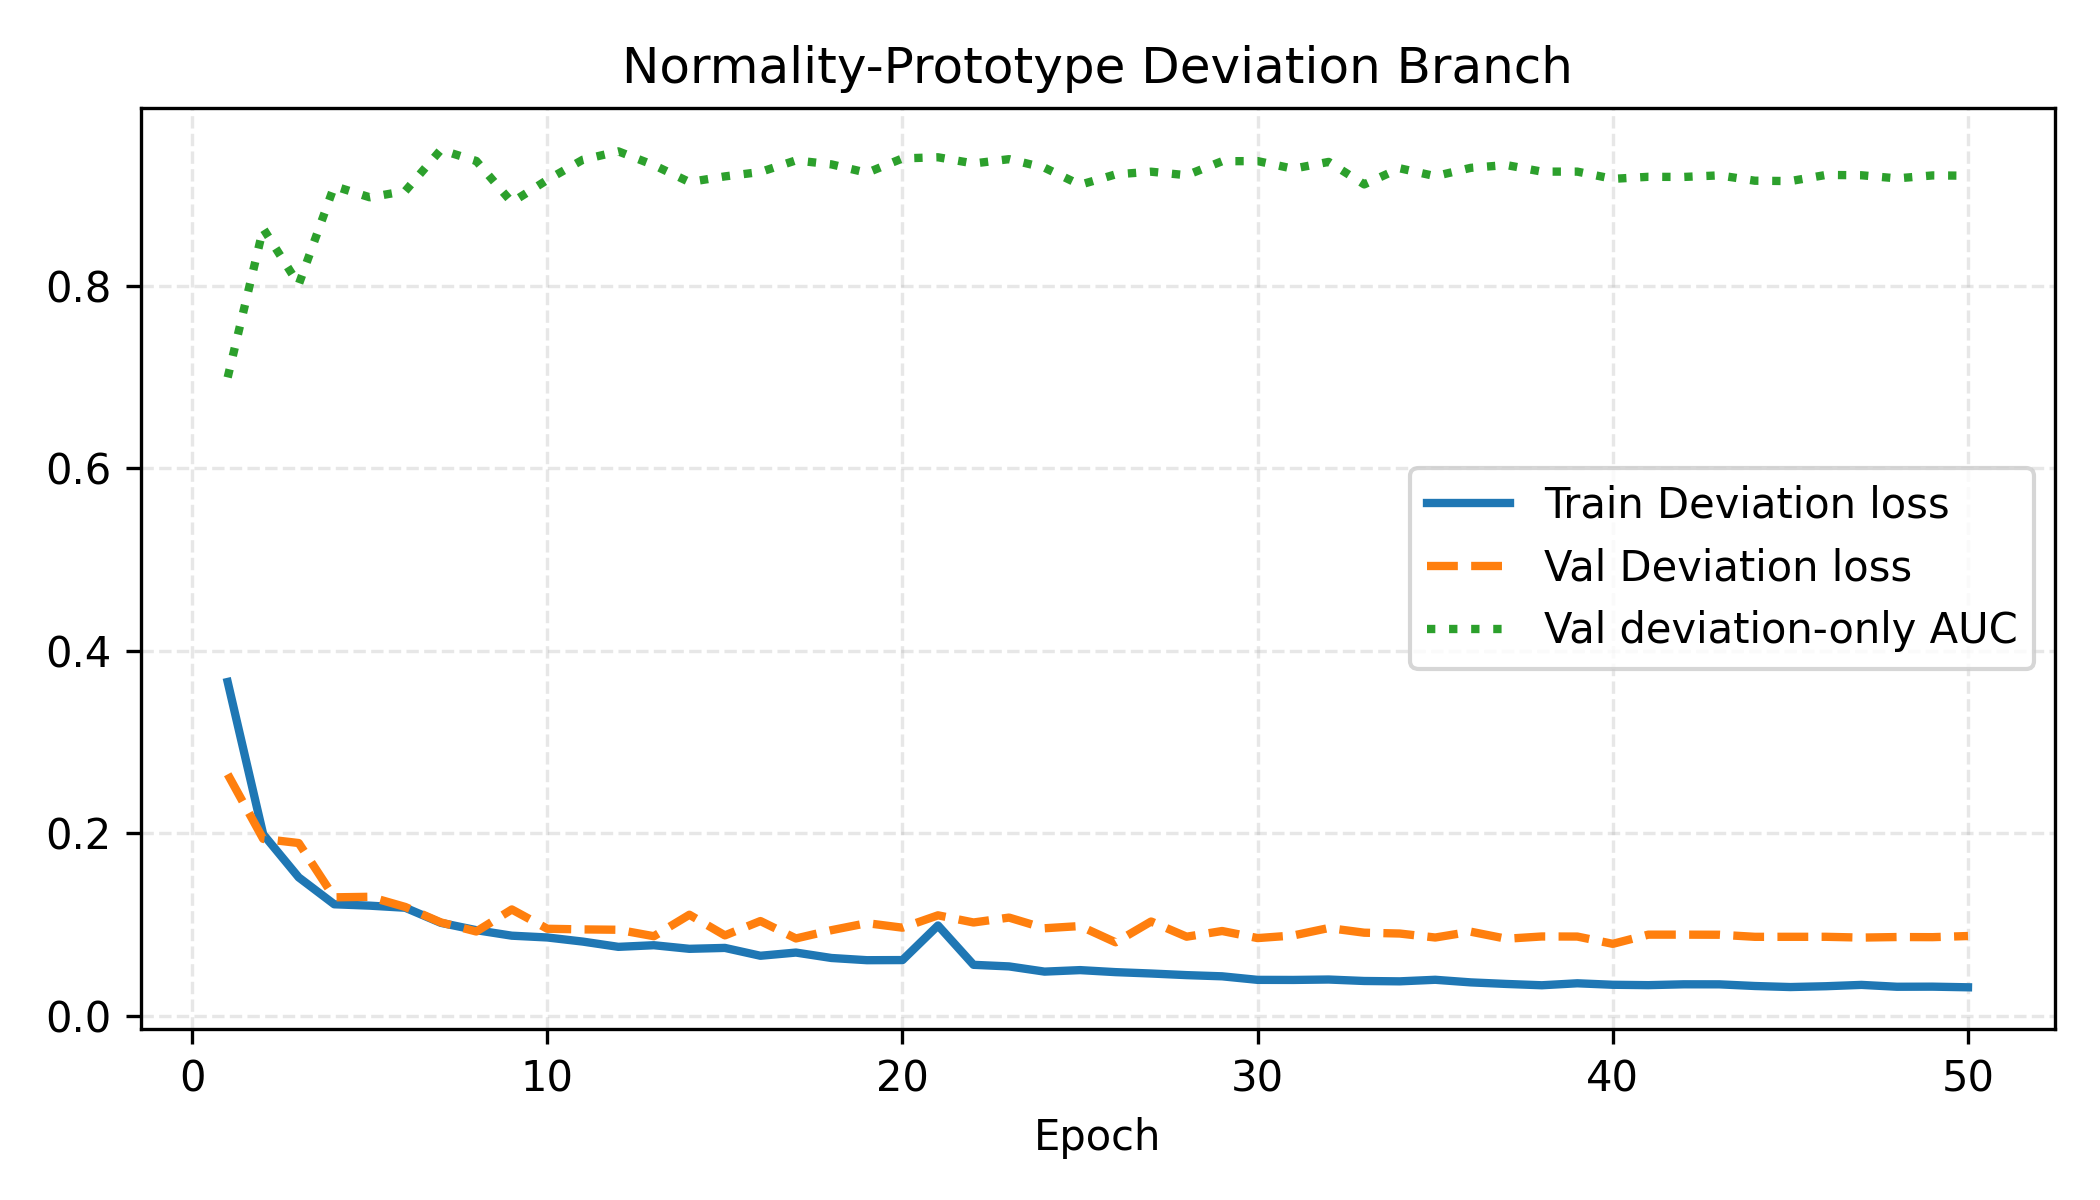 Normality-Prototype Deviation Branch
0.8
0.6
0.4
0.2
0.0
Train Deviation loss
Val Deviation loss
Val deviation-only AUC
0 10 20 30 40 50
Epoch